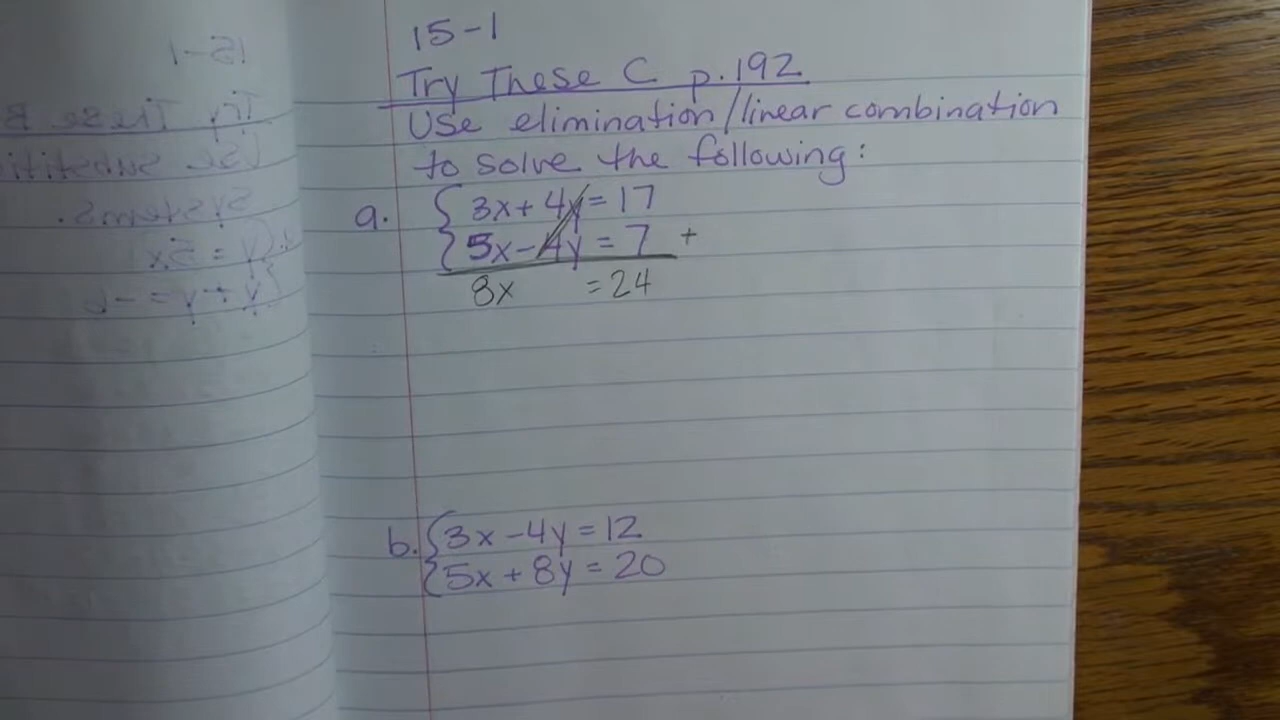 15-1
Try These C p.192
Use elimination/linear combination
to solve the following:
a. { 3x + 4y = 17
5x - 4y = 7 +
8x = 24
b. { 3x - 4y = 12
5x + 8y = 20